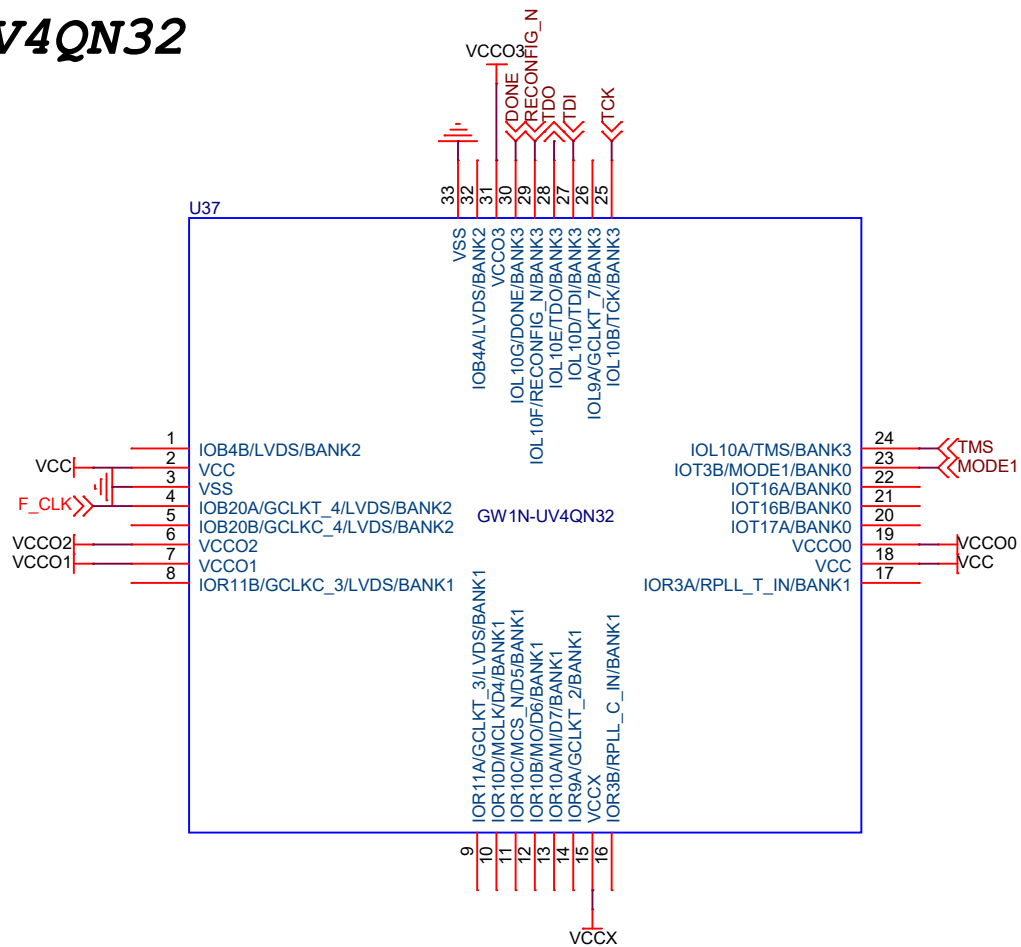 V4QN32
VCCO3
DONE
RECONFIG_N
TDO
TDI
TCK
33
32
31
30
29
28
27
26
25
U37
VSS
IOB4A/LVDS/BANK2
VCCO3
IOL10G/DONE/BANK3
IOL10F/RECONFIG_N/BANK3
IOL10E/TDO/BANK3
IOL10D/TDI/BANK3
IOL9A/GCLKT_7/BANK3
IOL10B/TCK/BANK3
1 IOB4B/LVDS/BANK2
VCC 2 VCC
3 VSS
F_CLK 4 IOB20A/GCLKT_4/LVDS/BANK2
5 IOB20B/GCLKC_4/LVDS/BANK2
VCCO2 6 VCCO2
VCCO1 7 VCCO1
8 IOR11B/GCLKC_3/LVDS/BANK1
GW1N-UV4QN32
IOL10A/TMS/BANK3 24 TMS
IOT3B/MODE1/BANK0 23 MODE1
IOT16A/BANK0 22
IOT16B/BANK0 21
IOT17A/BANK0 20
VCCO0 19 VCCO0
VCC 18 VCC
IOR3A/RPLL_T_IN/BANK1 17
IOR11A/GCLKT_3/LVDS/BANK1
IOR10D/MCLK/D4/BANK1
IOR10C/MCS_N/D5/BANK1
IOR10B/MO/D6/BANK1
IOR10A/MI/D7/BANK1
IOR9A/GCLKT_2/BANK1
VCCX
IOR3B/RPLL_C_IN/BANK1
9
10
11
12
13
14
15
16
VCCX